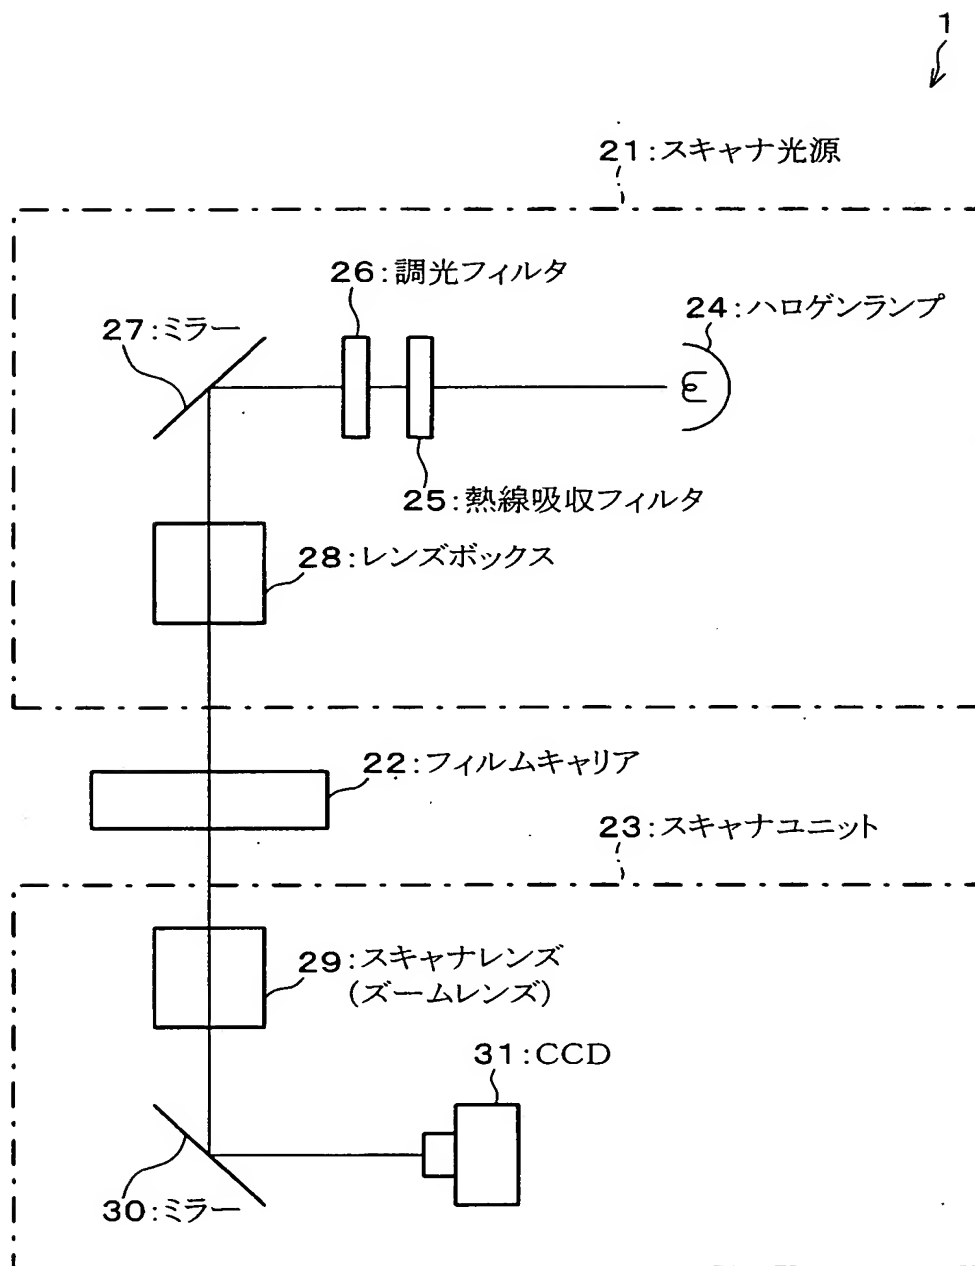 1
21:スキャナ光源
26:調光フィルタ
24:ハロゲンランプ
27:ミラー
25:熱線吸収フィルタ
28:レンズボックス
22:フィルムキャリア
23:スキャナユニット
29:スキャナレンズ
(ズームレンズ)
31:CCD
30:ミラー